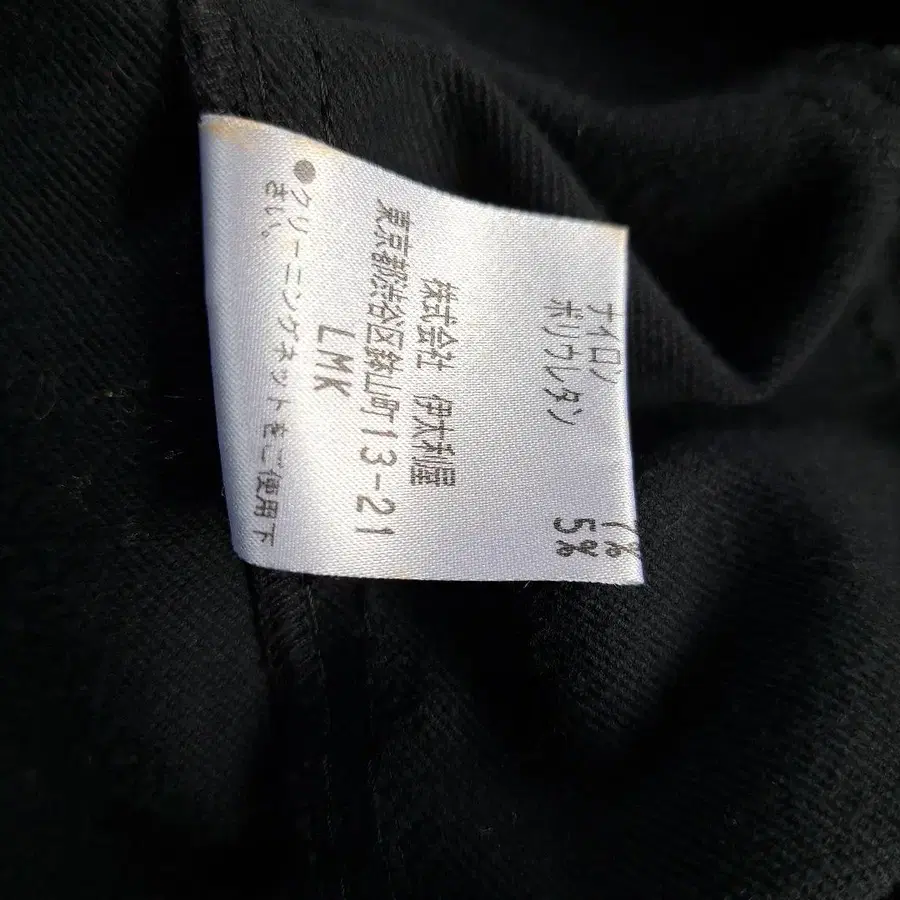 ナイロン 7%
ポリウレタン 5%
株式会社 伊太利屋
東京都渋谷区鉢山町13-21
LMK
●クリーニングネットをご使用下
さい。